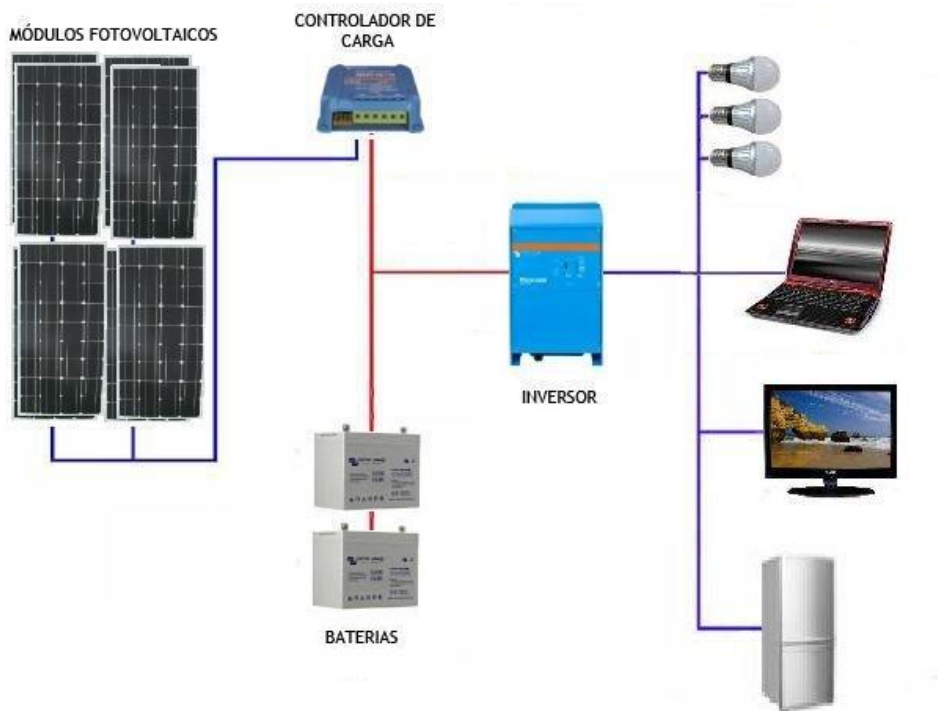 MÓDULOS FOTOVOLTAICOS
CONTROLADOR DE
CARGA
INVERSOR
BATERIAS